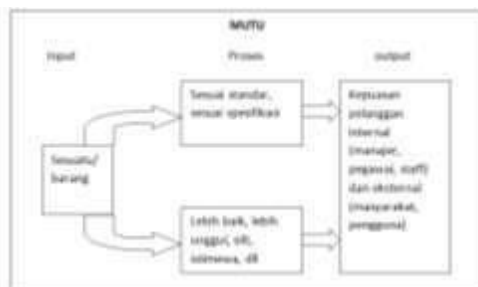 MUTU
Input Proses output
Sesuai standar,
sesuai spesifikasi
Sesuatu/
barang
Lebih baik, lebih
unggul, asli,
istimewa, dll
Kepuasan
pelanggan
internal
(manajer,
pegawai, staff)
dan eksternal
(masyarakat,
pengguna)